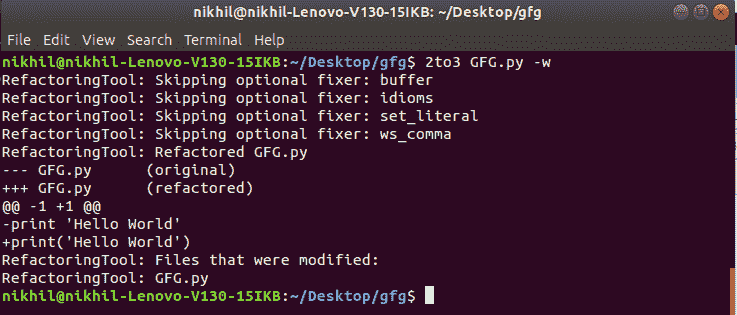 nikhil@nikhil-Lenovo-V130-15IKB: ~/Desktop/gfg
File Edit View Search Terminal Help
nikhil@nikhil-Lenovo-V130-15IKB:~/Desktop/gfg$ 2to3 GFG.py -w
RefactoringTool: Skipping optional fixer: buffer
RefactoringTool: Skipping optional fixer: idioms
RefactoringTool: Skipping optional fixer: set_literal
RefactoringTool: Skipping optional fixer: ws_comma
RefactoringTool: Refactored GFG.py
--- GFG.py      (original)
+++ GFG.py      (refactored)
@@ -1 +1 @@
-print 'Hello World'
+print('Hello World')
RefactoringTool: Files that were modified:
RefactoringTool: GFG.py
nikhil@nikhil-Lenovo-V130-15IKB:~/Desktop/gfg$